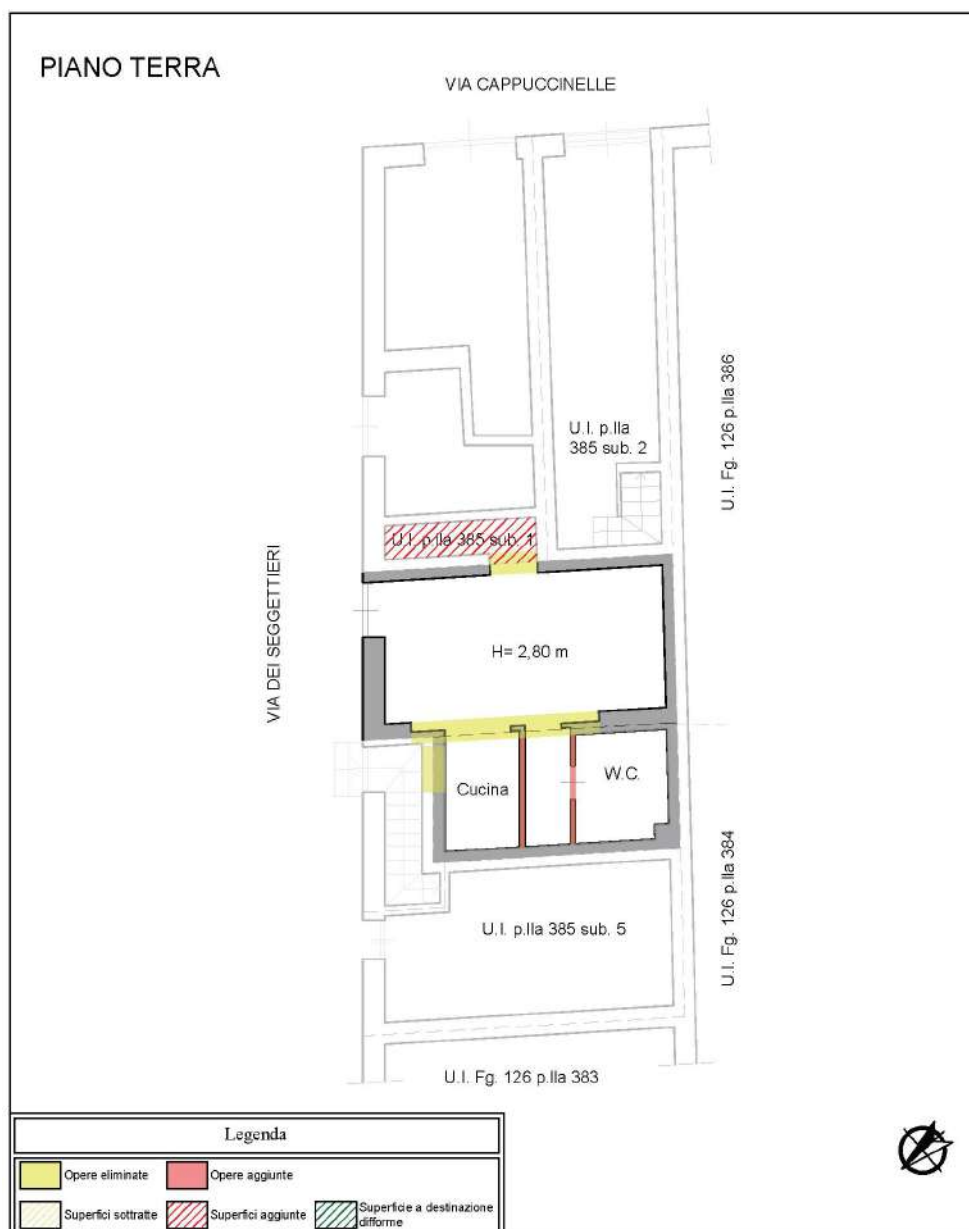 PIANO TERRA
VIA CAPPUCCINELLE
U.I. p.lla
385 sub. 2
U.I. Fg. 126 p.lla 386
U.I. p.lla 385 sub. 1
VIA DEI SEGGETTIERI
H= 2,80 m
Cucina
W.C.
U.I. Fg. 126 p.lla 384
U.I. p.lla 385 sub. 5
U.I. Fg. 126 p.lla 383
Legenda
Opere eliminate
Opere aggiunte
Superfici sottratte
Superfici aggiunte
Superficie a destinazione
difforme